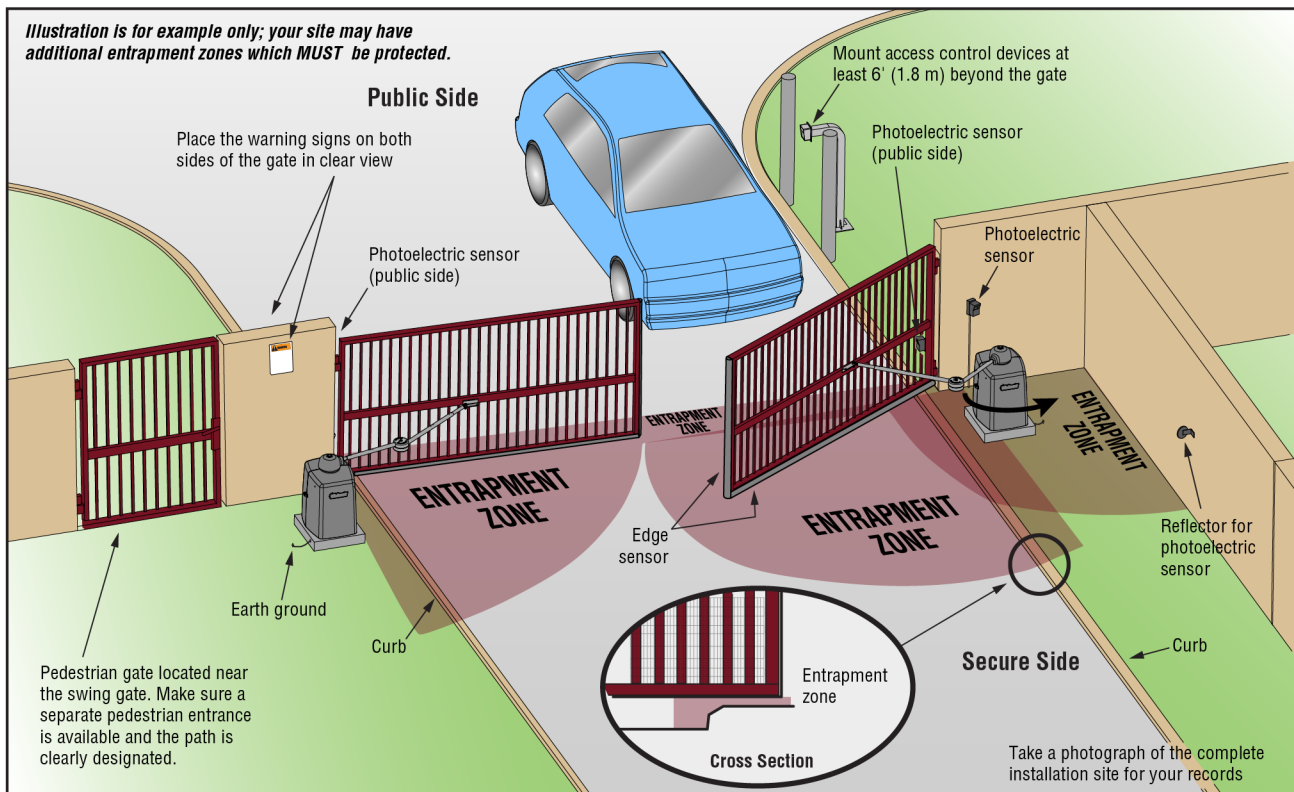 Illustration is for example only; your site may have
additional entrapment zones which MUST be protected.
Public Side
Place the warning signs on both
sides of the gate in clear view
Mount access control devices at
least 6' (1.8 m) beyond the gate
Photoelectric sensor
(public side)
Photoelectric sensor
(public side)
Photoelectric
sensor
ENTRAPMENT
ZONE
ENTRAPMENT
ZONE
ENTRAPMENT
ZONE
ENTRAPMENT
ZONE
Edge
sensor
Reflector for
photoelectric
sensor
Earth ground
Curb
Pedestrian gate located near
the swing gate. Make sure a
separate pedestrian entrance
is available and the path is
clearly designated.
Entrapment
zone
Cross Section
Secure Side
Curb
Take a photograph of the complete
installation site for your records